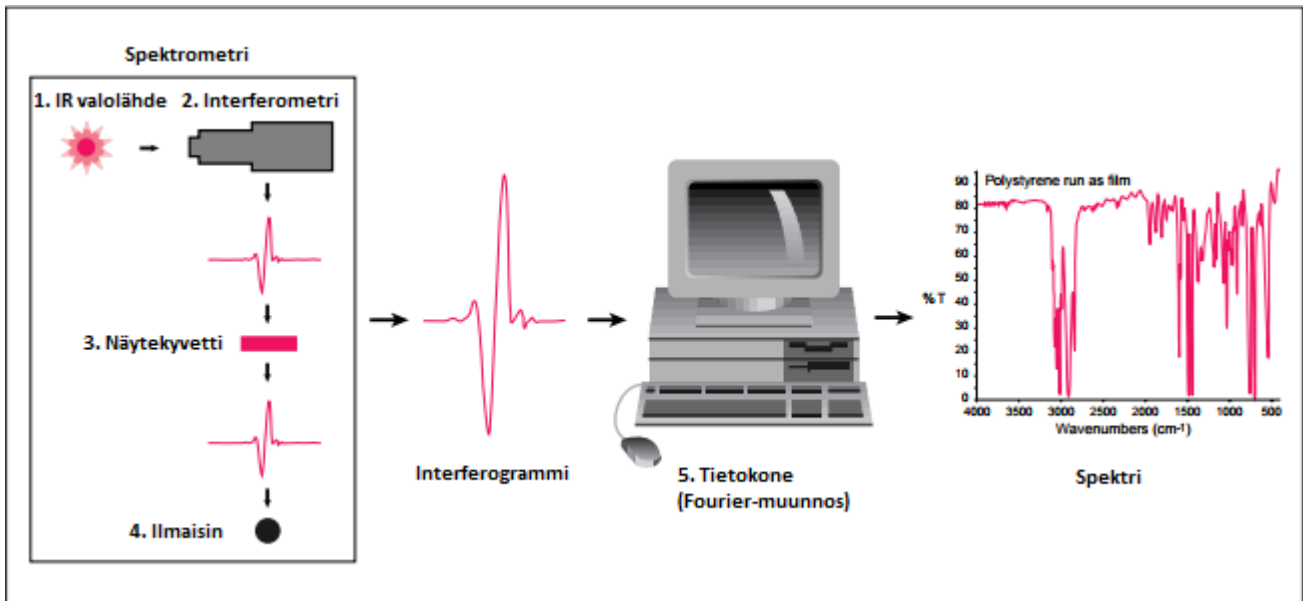 Spektrometri
1. IR valolähde
2. Interferometri
3. Näytekyvetti
4. Ilmaisin
Interferogrammi
5. Tietokone
(Fourier-muunnos)
Polystyrene run as film
90
80
70
60
50
% T
40
30
20
10
0
4000 3500 3000 2500 2000 1500 1000 500
Wavenumbers (cm-1)
Spektri